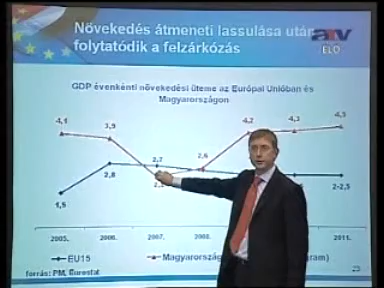 Növekedés átmeneti lassulása után
folytatódik a felzárkózás
atv
ÉLŐ
GDP évenkénti növekedési üteme az Európai Unióban és
Magyarországon
4,1 3,9 4,2 4,3 4,3
2,8 2,7 2,6
1,5 2-2,5
2005. 2006. 2007. 2008. 2011.
EU15 Magyarország
forrás: PM, Eurostat
23